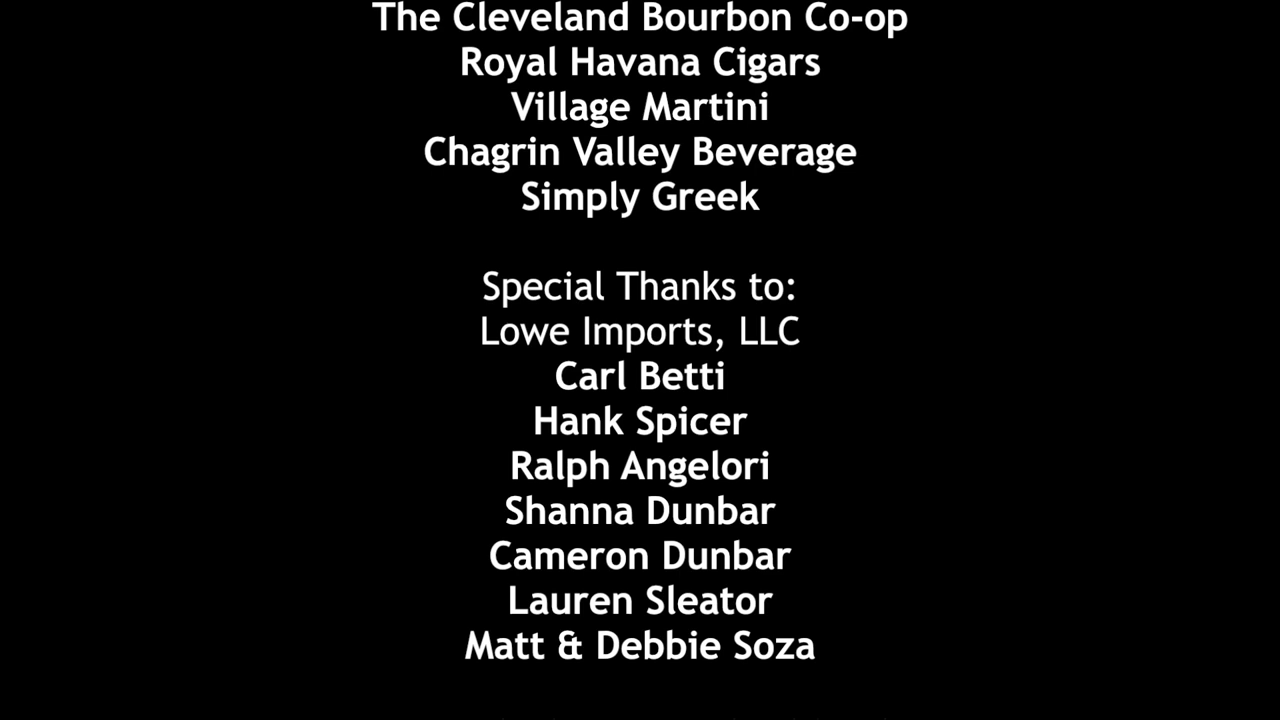 The Cleveland Bourbon Co-op
Royal Havana Cigars
Village Martini
Chagrin Valley Beverage
Simply Greek
Special Thanks to:
Lowe Imports, LLC
Carl Betti
Hank Spicer
Ralph Angelori
Shanna Dunbar
Cameron Dunbar
Lauren Sleator
Matt & Debbie Soza